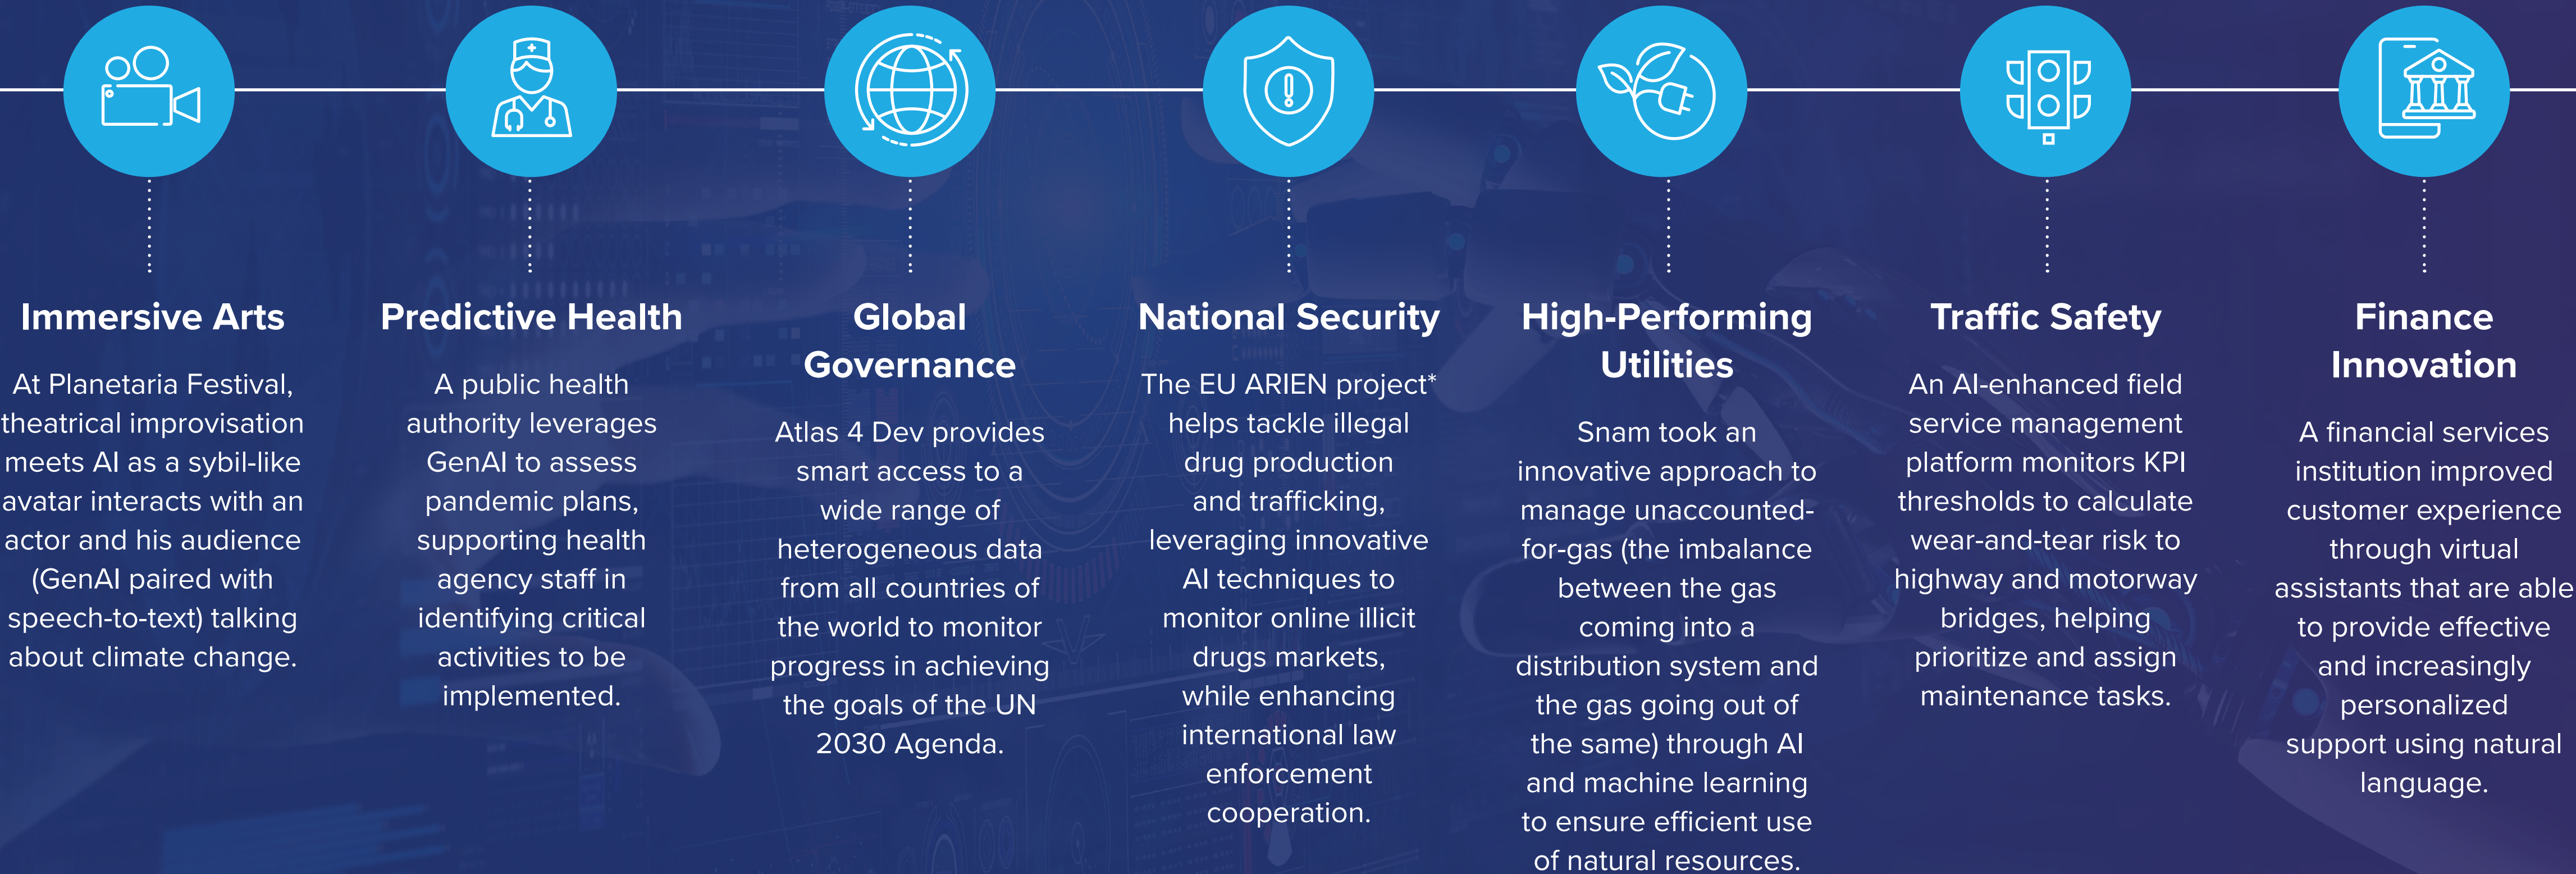 Immersive Arts
At Planetaria Festival,
theatrical improvisation
meets AI as a sybil-like
avatar interacts with an
actor and his audience
(GenAI paired with
speech-to-text) talking
about climate change.
Predictive Health
A public health
authority leverages
GenAI to assess
pandemic plans,
supporting health
agency staff in
identifying critical
activities to be
implemented.
Global
Governance
Atlas 4 Dev provides
smart access to a
wide range of
heterogeneous data
from all countries of
the world to monitor
progress in achieving
the goals of the UN
2030 Agenda.
National Security
The EU ARIEN project*
helps tackle illegal
drug production
and trafficking,
leveraging innovative
AI techniques to
monitor online illicit
drugs markets,
while enhancing
international law
enforcement
cooperation.
High-Performing
Utilities
Snam took an
innovative approach to
manage unaccounted-
for-gas (the imbalance
between the gas
coming into a
distribution system and
the gas going out of
the same) through AI
and machine learning
to ensure efficient use
of natural resources.
Traffic Safety
An AI-enhanced field
service management
platform monitors KPI
thresholds to calculate
wear-and-tear risk to
highway and motorway
bridges, helping
prioritize and assign
maintenance tasks.
Finance
Innovation
A financial services
institution improved
customer experience
through virtual
assistants that are able
to provide effective
and increasingly
personalized
support using natural
language.